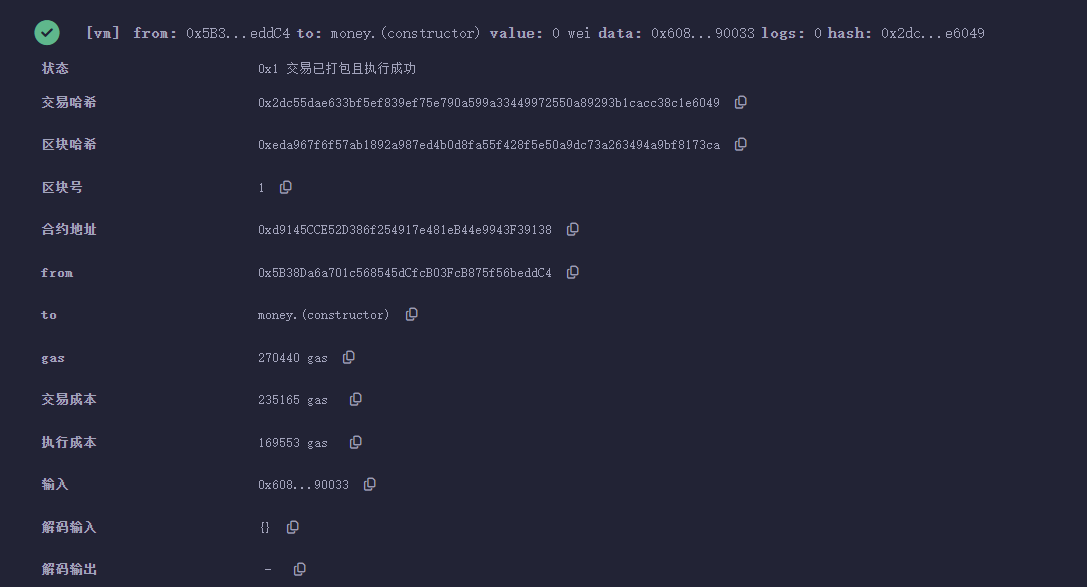 [vm] from: 0x5B3...eddC4 to: money.(constructor) value: 0 wei data: 0x608...90033 logs: 0 hash: 0x2dc...e6049
状态 0x1 交易已打包且执行成功
交易哈希 0x2dc55dae633bf5ef839ef75e790a599a33449972550a89293b1cacc38c1e6049
区块哈希 0xeda967f6f57ab1892a987ed4b0d8fa55f428f5e50a9dc73a263494a9bf8173ca
区块号 1
合约地址 0xd9145CCE52D386f254917e481eB44e9943F39138
from 0x5B38Da6a701c568545dCfcB03FcB875f56beddC4
to money.(constructor)
gas 270440 gas
交易成本 235165 gas
执行成本 169553 gas
输入 0x608...90033
解码输入 {}
解码输出 -